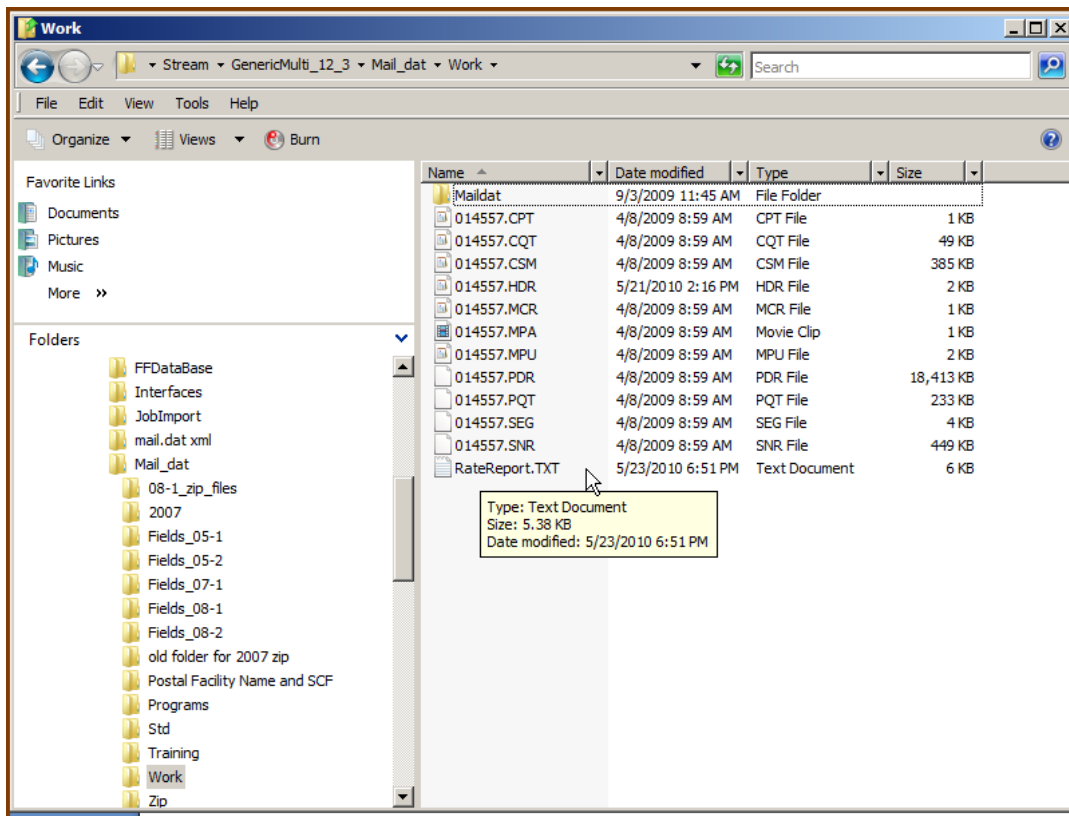 Work
Stream GenericMulti_12_3 Mail_dat Work Search
File Edit View Tools Help
Organize Views Burn
Favorite Links
Documents
Pictures
Music
More »
Folders
FFDataBase
Interfaces
JobImport
mail.dat xml
Mail_dat
08-1_zip_files
2007
Fields_05-1
Fields_05-2
Fields_07-1
Fields_08-1
Fields_08-2
old folder for 2007 zip
Postal Facility Name and SCF
Programs
Std
Training
Work
Zip
Name Date modified Type Size
Maildat 9/3/2009 11:45 AM File Folder
014557.CPT 4/8/2009 8:59 AM CPT File 1 KB
014557.CQT 4/8/2009 8:59 AM CQT File 49 KB
014557.CSM 4/8/2009 8:59 AM CSM File 385 KB
014557.HDR 5/21/2010 2:16 PM HDR File 2 KB
014557.MCR 4/8/2009 8:59 AM MCR File 1 KB
014557.MPA 4/8/2009 8:59 AM Movie Clip 1 KB
014557.MPU 4/8/2009 8:59 AM MPU File 2 KB
014557.PDR 4/8/2009 8:59 AM PDR File 18,413 KB
014557.PQT 4/8/2009 8:59 AM PQT File 233 KB
014557.SEG 4/8/2009 8:59 AM SEG File 4 KB
014557.SNR 4/8/2009 8:59 AM SNR File 449 KB
RateReport.TXT 5/23/2010 6:51 PM Text Document 6 KB
Type: Text Document
Size: 5.38 KB
Date modified: 5/23/2010 6:51 PM